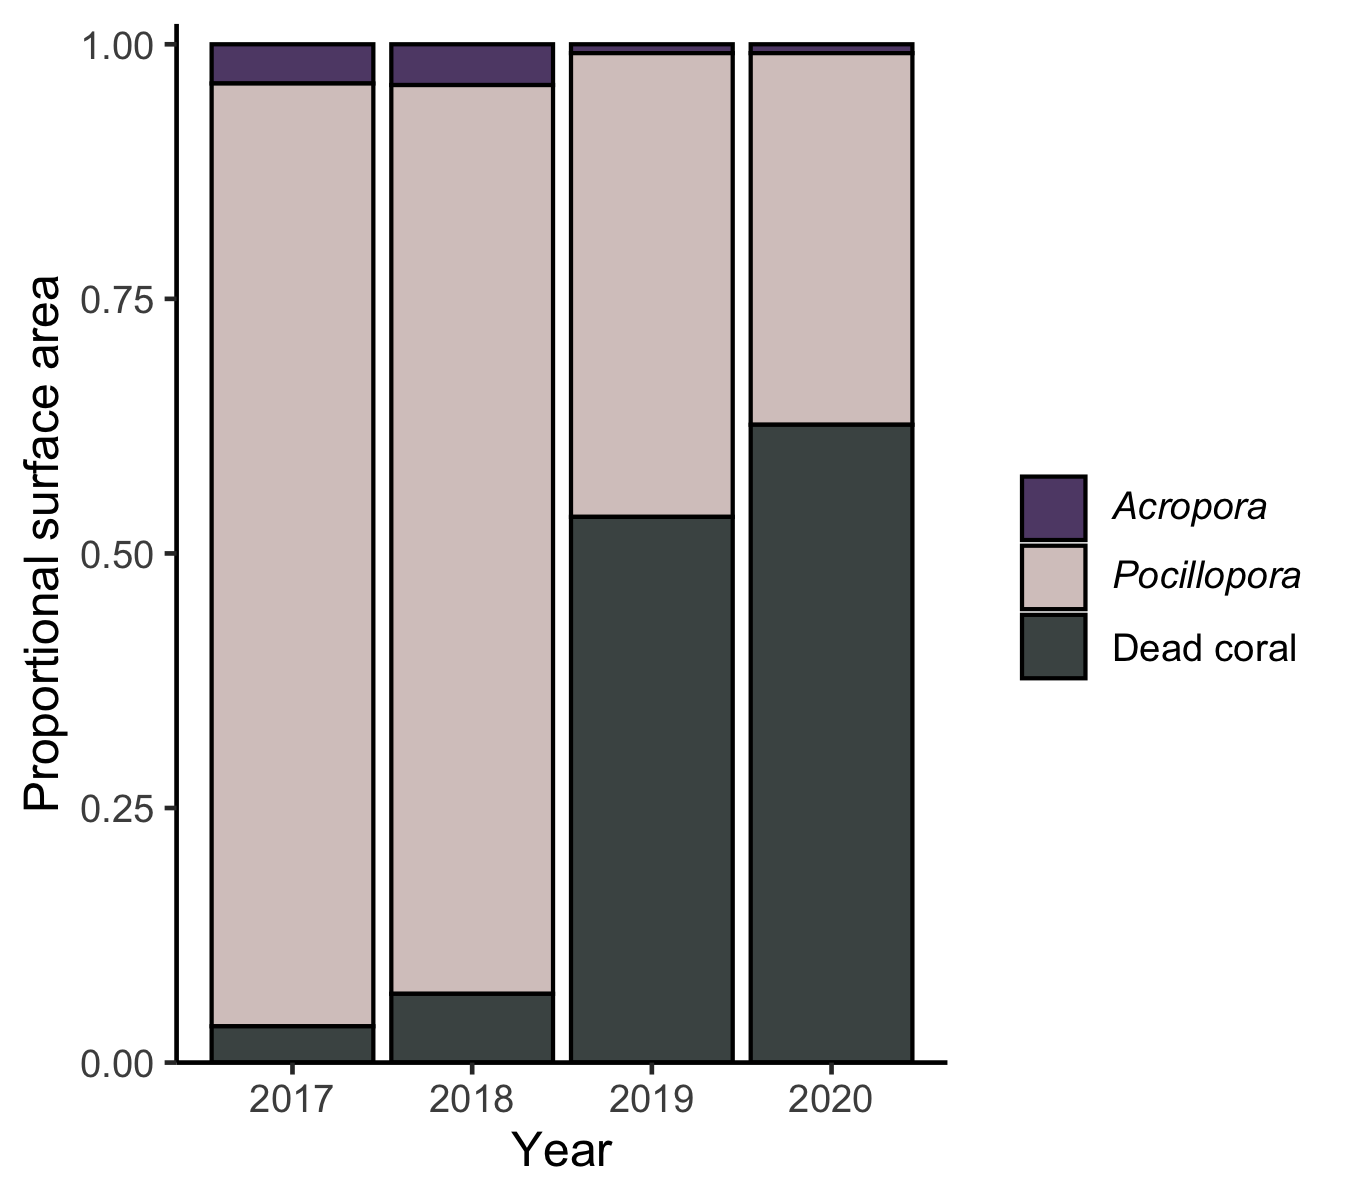 1.00
0.75
0.50
0.25
0.00
Proportional surface area
2017 2018 2019 2020
Year
Acropora
Pocillopora
Dead coral